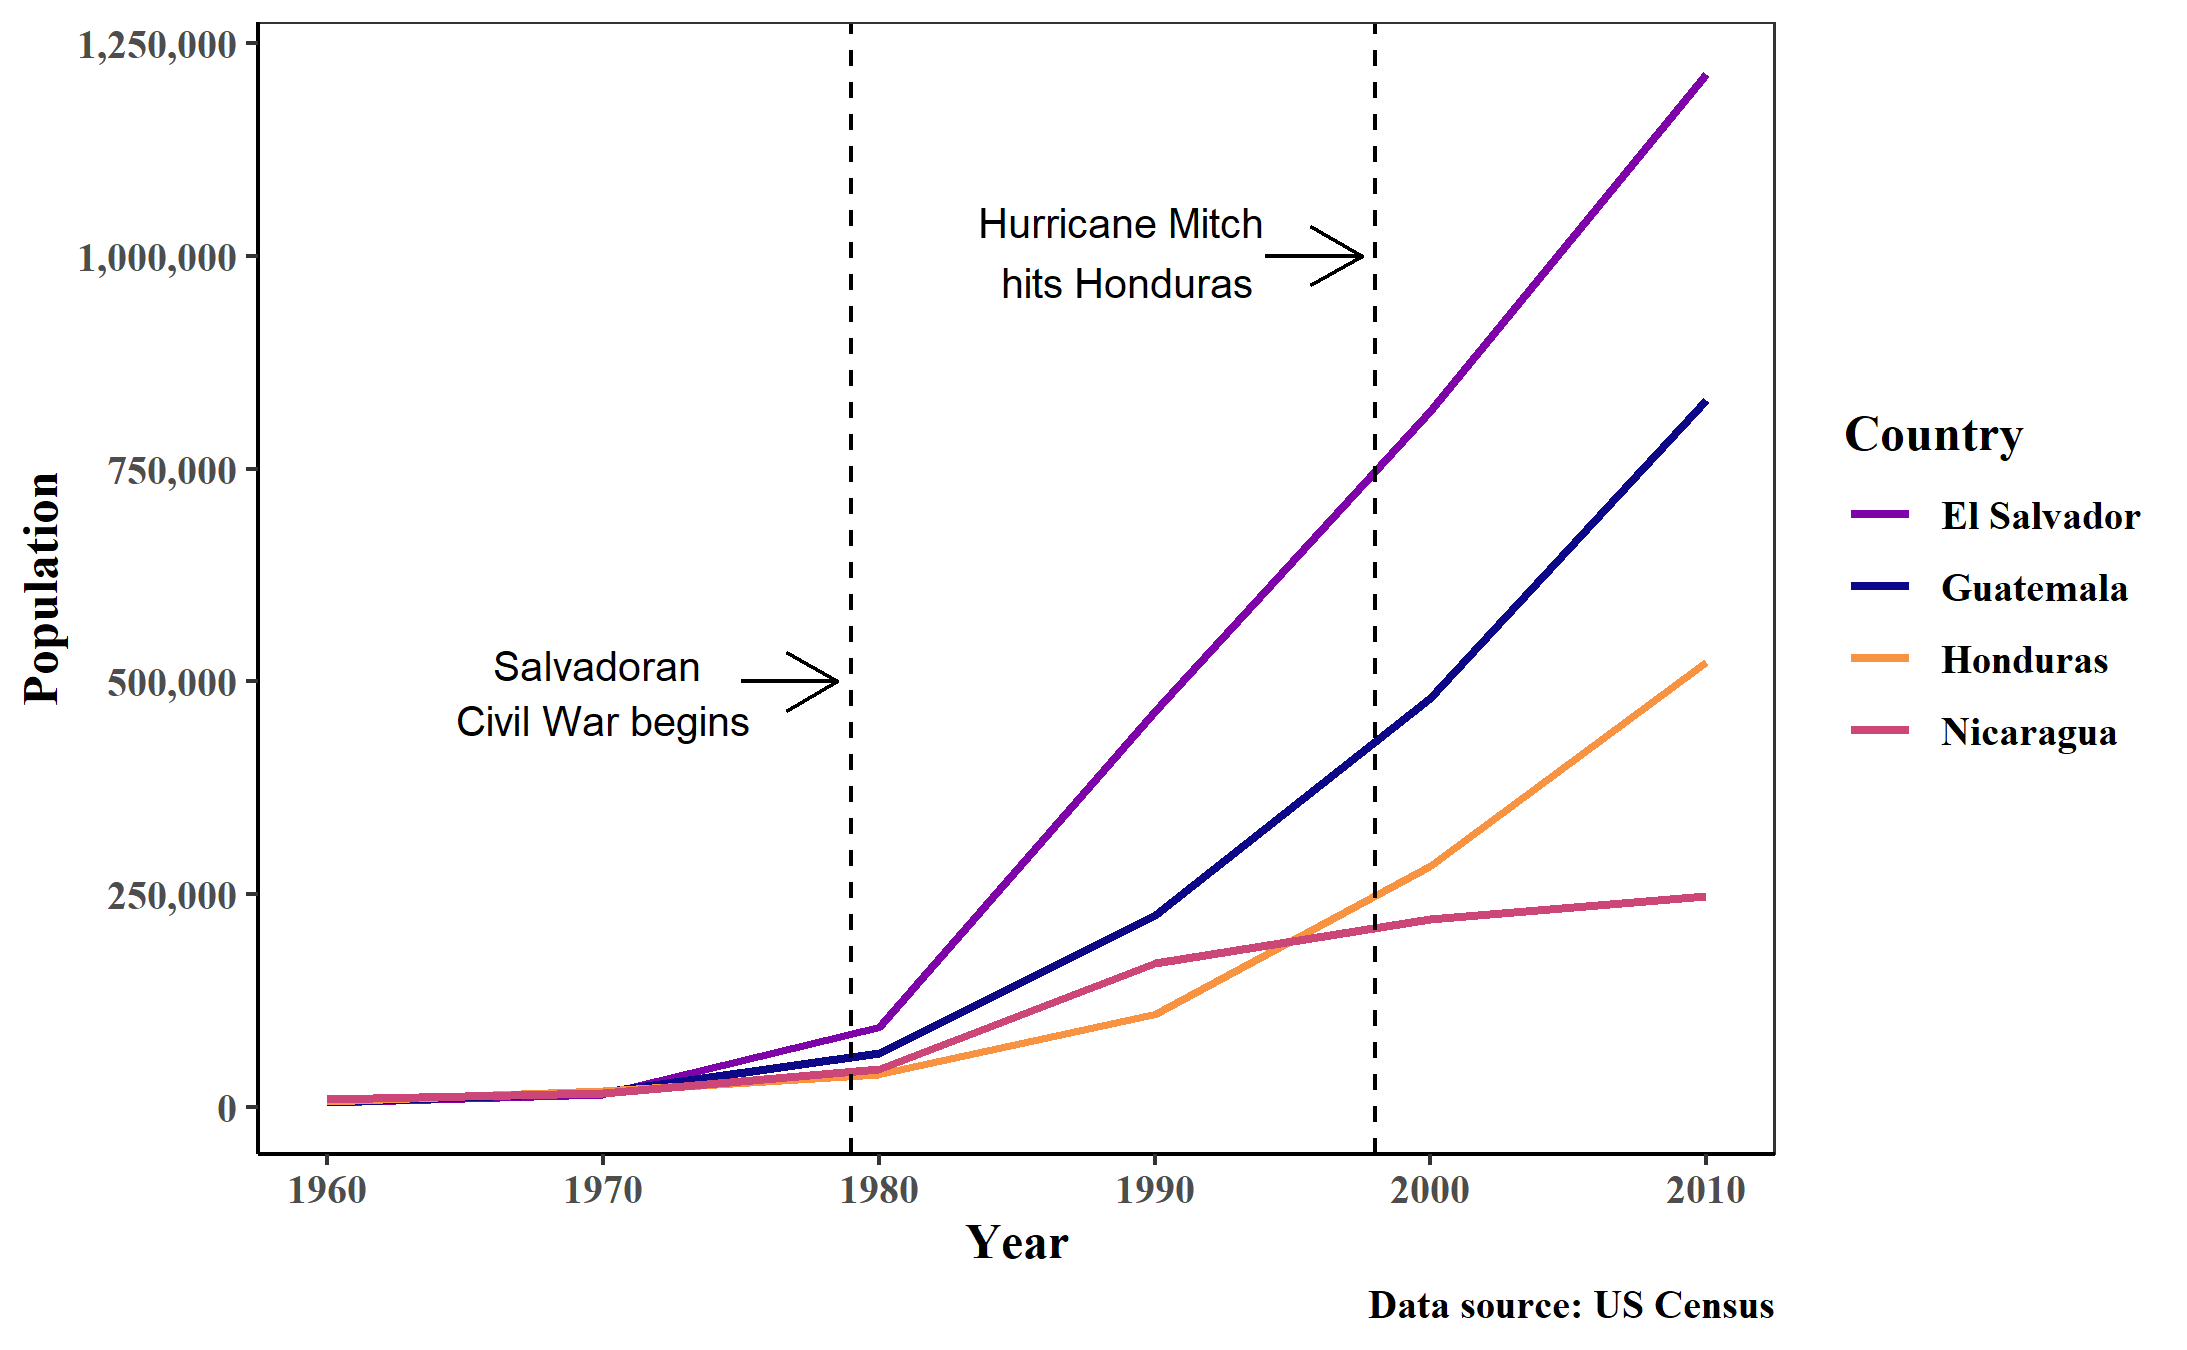 1,250,000
1,000,000
750,000
500,000
250,000
0
Population
Hurricane Mitch
hits Honduras
Salvadoran
Civil War begins
1960
1970
1980
1990
2000
2010
Year
Country
El Salvador
Guatemala
Honduras
Nicaragua
Data source: US Census